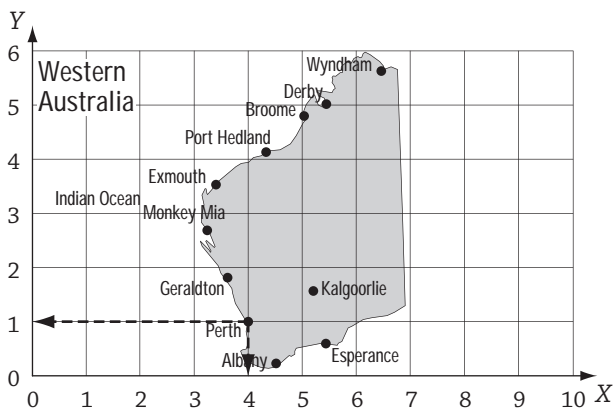 Y
6
Western
Australia
Wyndham
Derby
5
Broome
Port Hedland
4
Exmouth
Indian Ocean
3
Monkey Mia
2
Geraldton
Kalgoorlie
1
Perth
Albany
Esperance
0
0 1 2 3 4 5 6 7 8 9 10 X